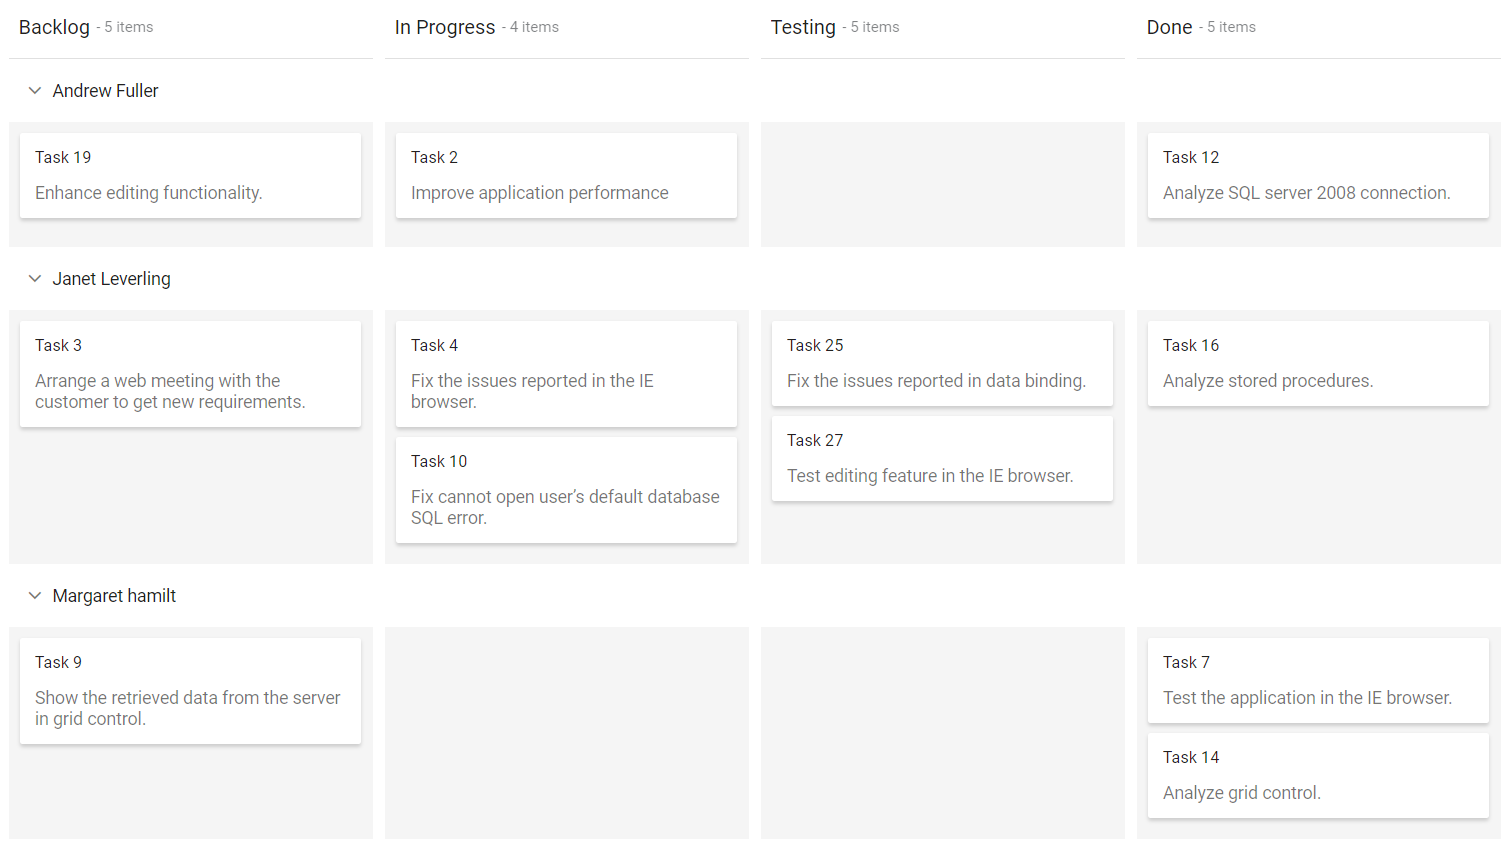 Backlog - 5 items
In Progress - 4 items
Testing - 5 items
Done - 5 items
Andrew Fuller
Task 19
Enhance editing functionality.
Task 2
Improve application performance
Task 12
Analyze SQL server 2008 connection.
Janet Leverling
Task 3
Arrange a web meeting with the
customer to get new requirements.
Task 4
Fix the issues reported in the IE
browser.
Task 10
Fix cannot open user's default database
SQL error.
Task 25
Fix the issues reported in data binding.
Task 27
Test editing feature in the IE browser.
Task 16
Analyze stored procedures.
Margaret hamilt
Task 9
Show the retrieved data from the server
in grid control.
Task 7
Test the application in the IE browser.
Task 14
Analyze grid control.